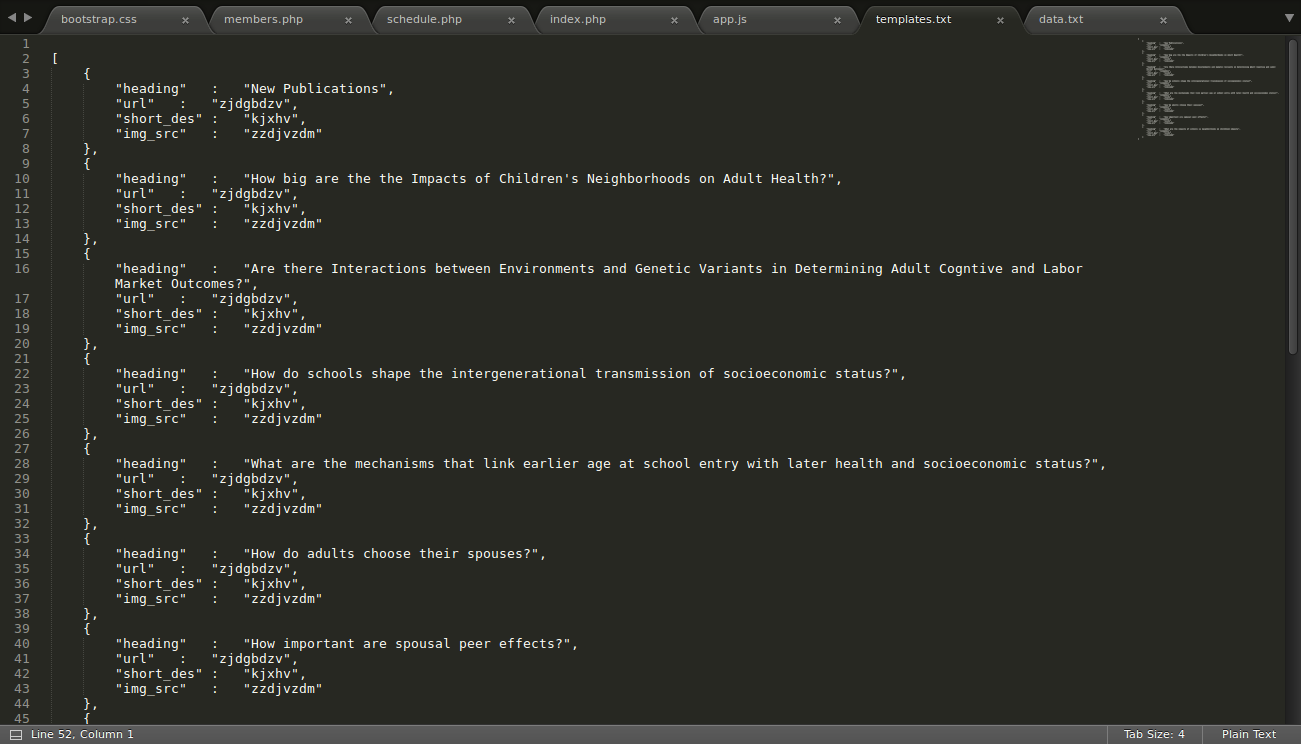 bootstrap.css × members.php × schedule.php × index.php × app.js × templates.txt × data.txt ×
1
2 [
3 {
4 "heading" : "New Publications",
5 "url" : "zjdgbdzv",
6 "short_des" : "kjxhv",
7 "img_src" : "zzdjvzdm"
8 },
9 {
10 "heading" : "How big are the the Impacts of Children's Neighborhoods on Adult Health?",
11 "url" : "zjdgbdzv",
12 "short_des" : "kjxhv",
13 "img_src" : "zzdjvzdm"
14 },
15 {
16 "heading" : "Are there Interactions between Environments and Genetic Variants in Determining Adult Cogntive and Labor
Market Outcomes?",
17 "url" : "zjdgbdzv",
18 "short_des" : "kjxhv",
19 "img_src" : "zzdjvzdm"
20 },
21 {
22 "heading" : "How do schools shape the intergenerational transmission of socioeconomic status?",
23 "url" : "zjdgbdzv",
24 "short_des" : "kjxhv",
25 "img_src" : "zzdjvzdm"
26 },
27 {
28 "heading" : "What are the mechanisms that link earlier age at school entry with later health and socioeconomic status?",
29 "url" : "zjdgbdzv",
30 "short_des" : "kjxhv",
31 "img_src" : "zzdjvzdm"
32 },
33 {
34 "heading" : "How do adults choose their spouses?",
35 "url" : "zjdgbdzv",
36 "short_des" : "kjxhv",
37 "img_src" : "zzdjvzdm"
38 },
39 {
40 "heading" : "How important are spousal peer effects?",
41 "url" : "zjdgbdzv",
42 "short_des" : "kjxhv",
43 "img_src" : "zzdjvzdm"
44 },
45 {
Line 52, Column 1 Tab Size: 4 Plain Text